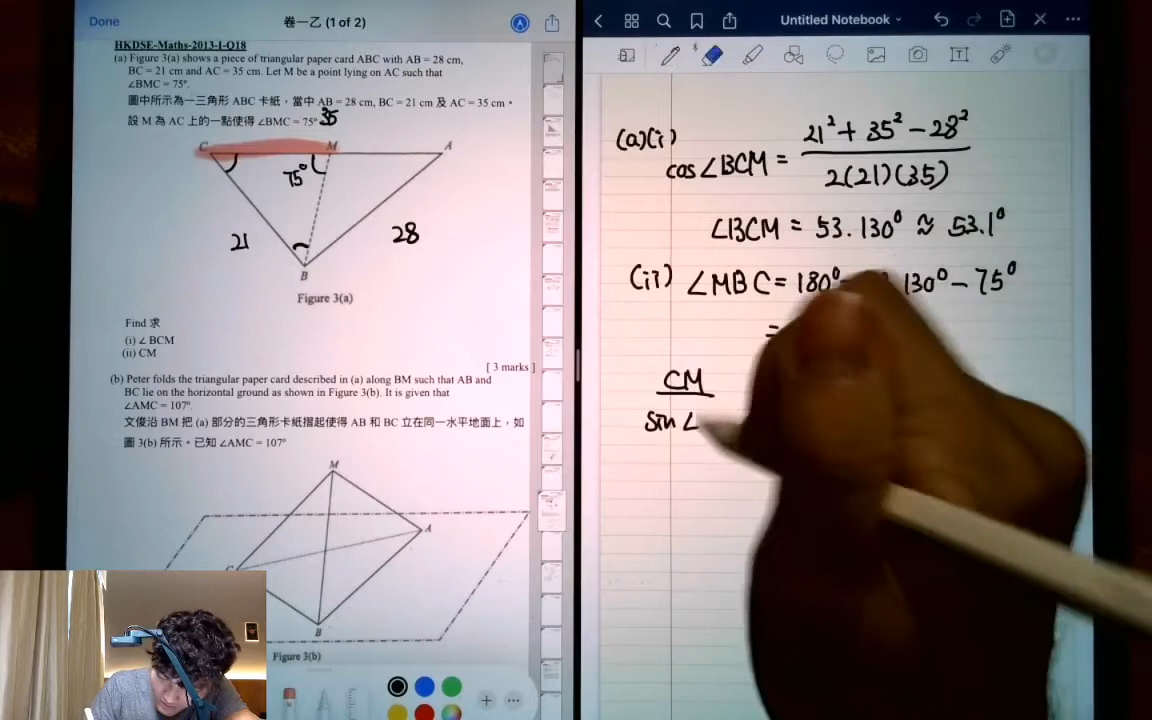 Done
卷一乙 (1 of 2)
HKDSE-Maths-2013-I-Q18
(a) Figure 3(a) shows a piece of triangular paper card ABC with AB = 28 cm,
BC = 21 cm and AC = 35 cm. Let M be a point lying on AC such that
∠BMC = 75º.
圖中所示為一三角形 ABC 卡紙，當中 AB = 28 cm, BC = 21 cm 及 AC = 35 cm。
設 M 為 AC 上的一點使得 ∠BMC = 75º
35
C M A
75°
21 28
B
Figure 3(a)
Find 求
(i) ∠ BCM
(ii) CM
[ 3 marks ]
(b) Peter folds the triangular paper card described in (a) along BM such that AB and
BC lie on the horizontal ground as shown in Figure 3(b). It is given that
∠AMC = 107º
文俊沿 BM 把 (a) 部分的三角形卡紙摺起使得 AB 和 BC 立在同一水平地面上，如
圖 3(b) 所示。已知 ∠AMC = 107º
M
A
B
Figure 3(b)
Untitled Notebook
(a)(i) cos∠BCM = 21² + 35² − 28² / 2(21)(35)
∠BCM = 53.130° ≈ 53.1°
(ii) ∠MBC = 180° 130° − 75°
=
CM
sin ∠